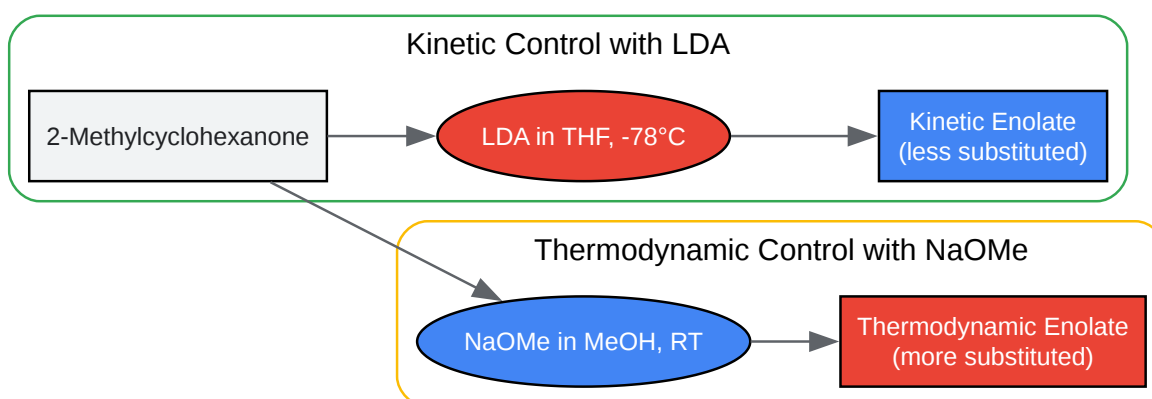 Kinetic Control with LDA
2-Methylcyclohexanone
LDA in THF, -78°C
Kinetic Enolate
(less substituted)
Thermodynamic Control with NaOMe
NaOMe in MeOH, RT
Thermodynamic Enolate
(more substituted)